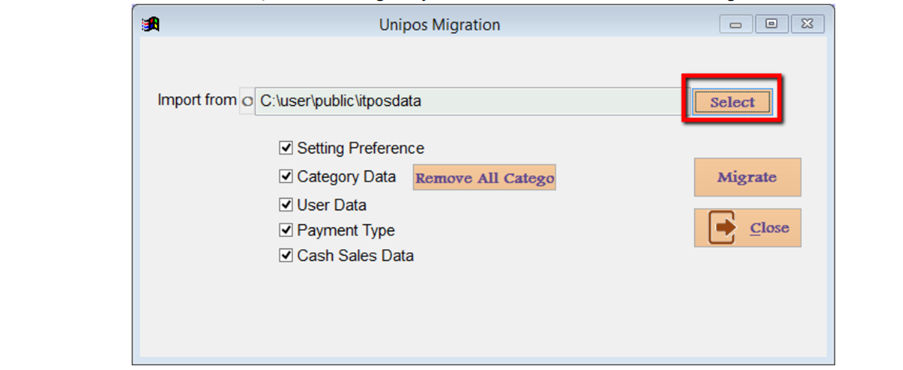 Unipos Migration
Import from C:\user\public\itposdata Select
Setting Preference
Category Data Remove All Catego Migrate
User Data
Payment Type Close
Cash Sales Data